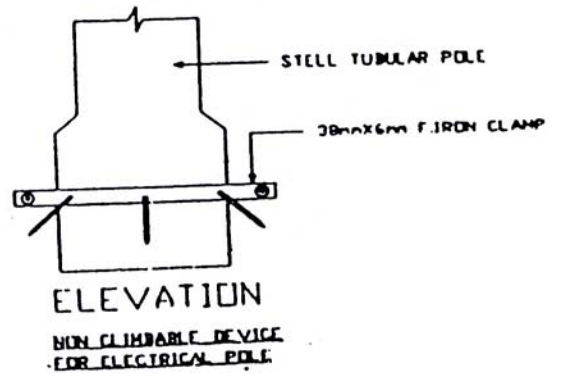 STELL TUBULAR POLE
38mmX6mm F.IRON CLAMP
ELEVATION
NON CLIMBABLE DEVICE
FOR ELECTRICAL POLE